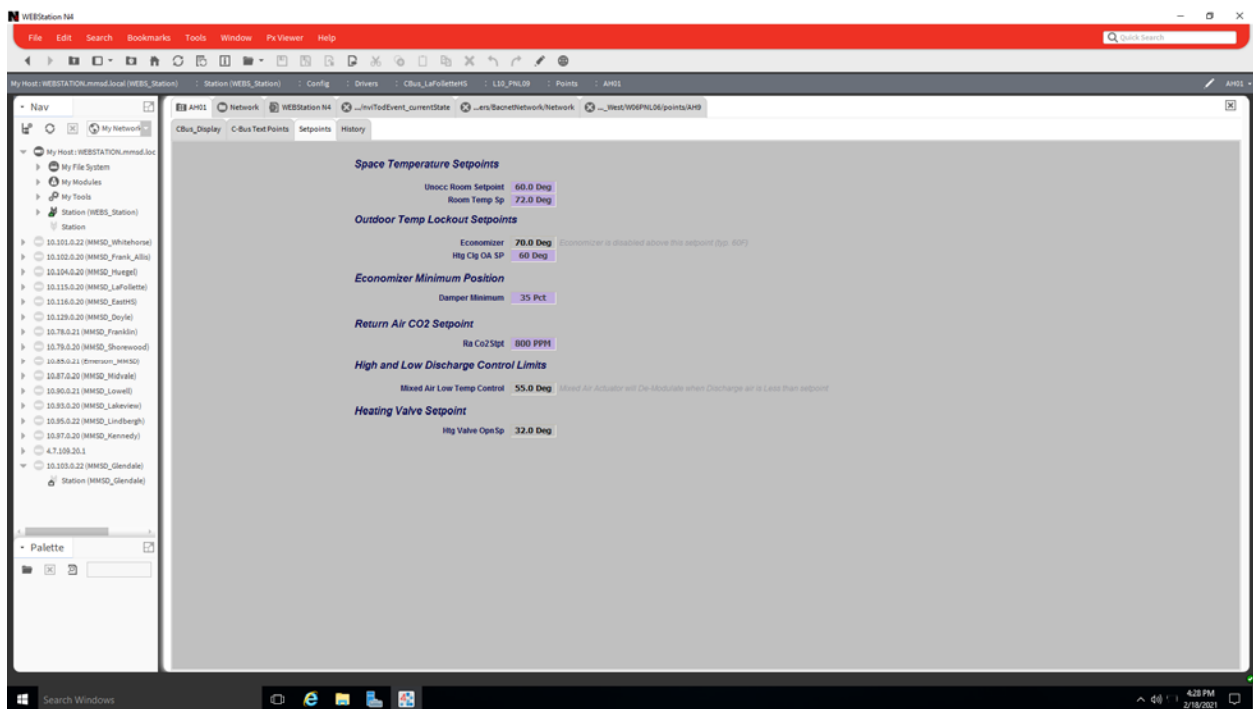 WEBStation N4
File Edit Search Bookmarks Tools Window Px Viewer Help
Quick Search
My Host : WEBSTATION.mmsd.local (WEBS_Station) : Station (WEBS_Station) : Config : Drivers : CBus_LaFolletteHS : L10_PNL09 : Points : AH01
AH01
Nav
AH01 Network WEBStation N4 .../nviTodEvent_currentState ...ers/BacnetNetwork/Network ..._West/W06PNL06/points/AH9
My Network
CBus_Display C-Bus Text Points Setpoints History
My Host : WEBSTATION.mmsd.loc
My File System
My Modules
My Tools
Station (WEBS_Station)
Station
10.101.0.22 (MMSD_Whitehorse)
10.102.0.20 (MMSD_Frank_Allis)
10.104.0.20 (MMSD_Huegel)
10.115.0.20 (MMSD_LaFollette)
10.116.0.20 (MMSD_EastHS)
10.129.0.20 (MMSD_Doyle)
10.78.0.21 (MMSD_Franklin)
10.79.0.20 (MMSD_Shorewood)
10.85.0.21 (Emerson_MMSD)
10.87.0.20 (MMSD_Midvale)
10.90.0.21 (MMSD_Lowell)
10.93.0.20 (MMSD_Lakeview)
10.95.0.22 (MMSD_Lindbergh)
10.97.0.20 (MMSD_Kennedy)
4.7.109.20.1
10.103.0.22 (MMSD_Glendale)
Station (MMSD_Glendale)
Palette
Space Temperature Setpoints
Unocc Room Setpoint 60.0 Deg
Room Temp Sp 72.0 Deg
Outdoor Temp Lockout Setpoints
Economizer 70.0 Deg Economizer is disabled above this setpoint (typ. 60F)
Htg Clg OA SP 60 Deg
Economizer Minimum Position
Damper Minimum 35 Pct
Return Air CO2 Setpoint
Ra Co2Stpt 800 PPM
High and Low Discharge Control Limits
Mixed Air Low Temp Control 55.0 Deg Mixed Air Actuator will De-Modulate when Discharge air is Less than setpoint
Heating Valve Setpoint
Htg Valve OpnSp 32.0 Deg
Search Windows
4:28 PM
2/18/2021